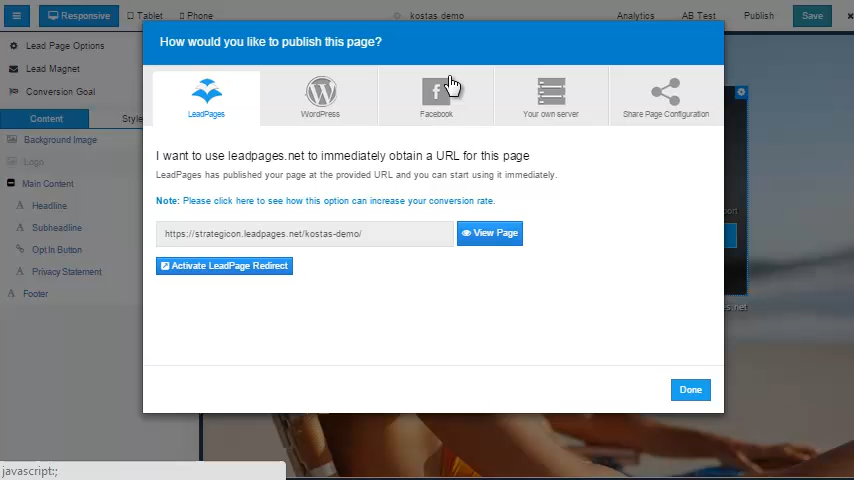 Responsive
Tablet
Phone
kostas demo
Analytics
AB Test
Publish
Save
Lead Page Options
Lead Magnet
Conversion Goal
Content
Style
Background Image
Logo
Main Content
Headline
Subheadline
Opt In Button
Privacy Statement
Footer
How would you like to publish this page?
LeadPages
WordPress
Facebook
Your own server
Share Page Configuration
I want to use leadpages.net to immediately obtain a URL for this page
LeadPages has published your page at the provided URL and you can start using it immediately.
Note: Please click here to see how this option can increase your conversion rate.
https://strategicon.leadpages.net/kostas-demo/
View Page
Activate LeadPage Redirect
Done
javascript:;